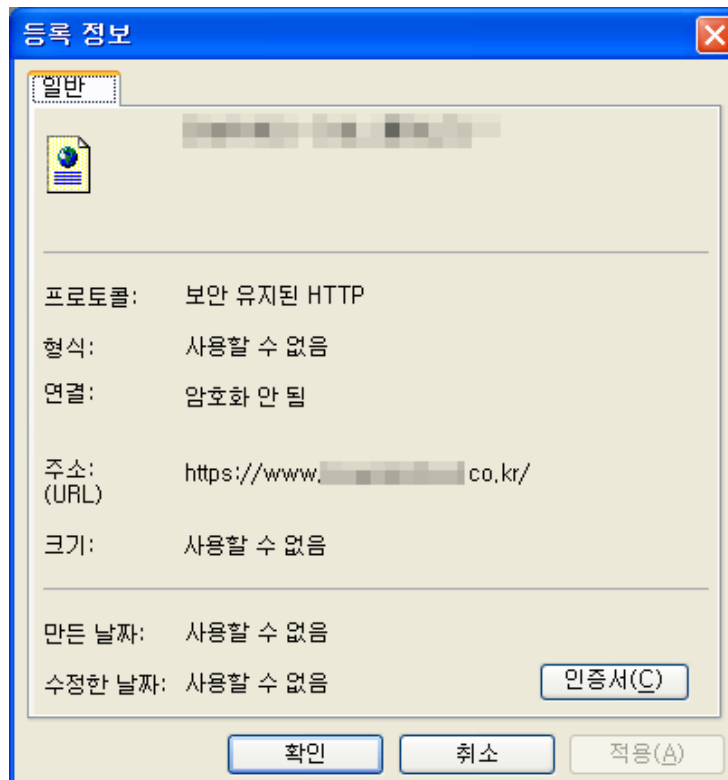 등록 정보
일반
프로토콜: 보안 유지된 HTTP
형식: 사용할 수 없음
연결: 암호화 안 됨
주소: https://www. co.kr/
(URL)
크기: 사용할 수 없음
만든 날짜: 사용할 수 없음
수정한 날짜: 사용할 수 없음
인증서(C)
확인 취소 적용(A)